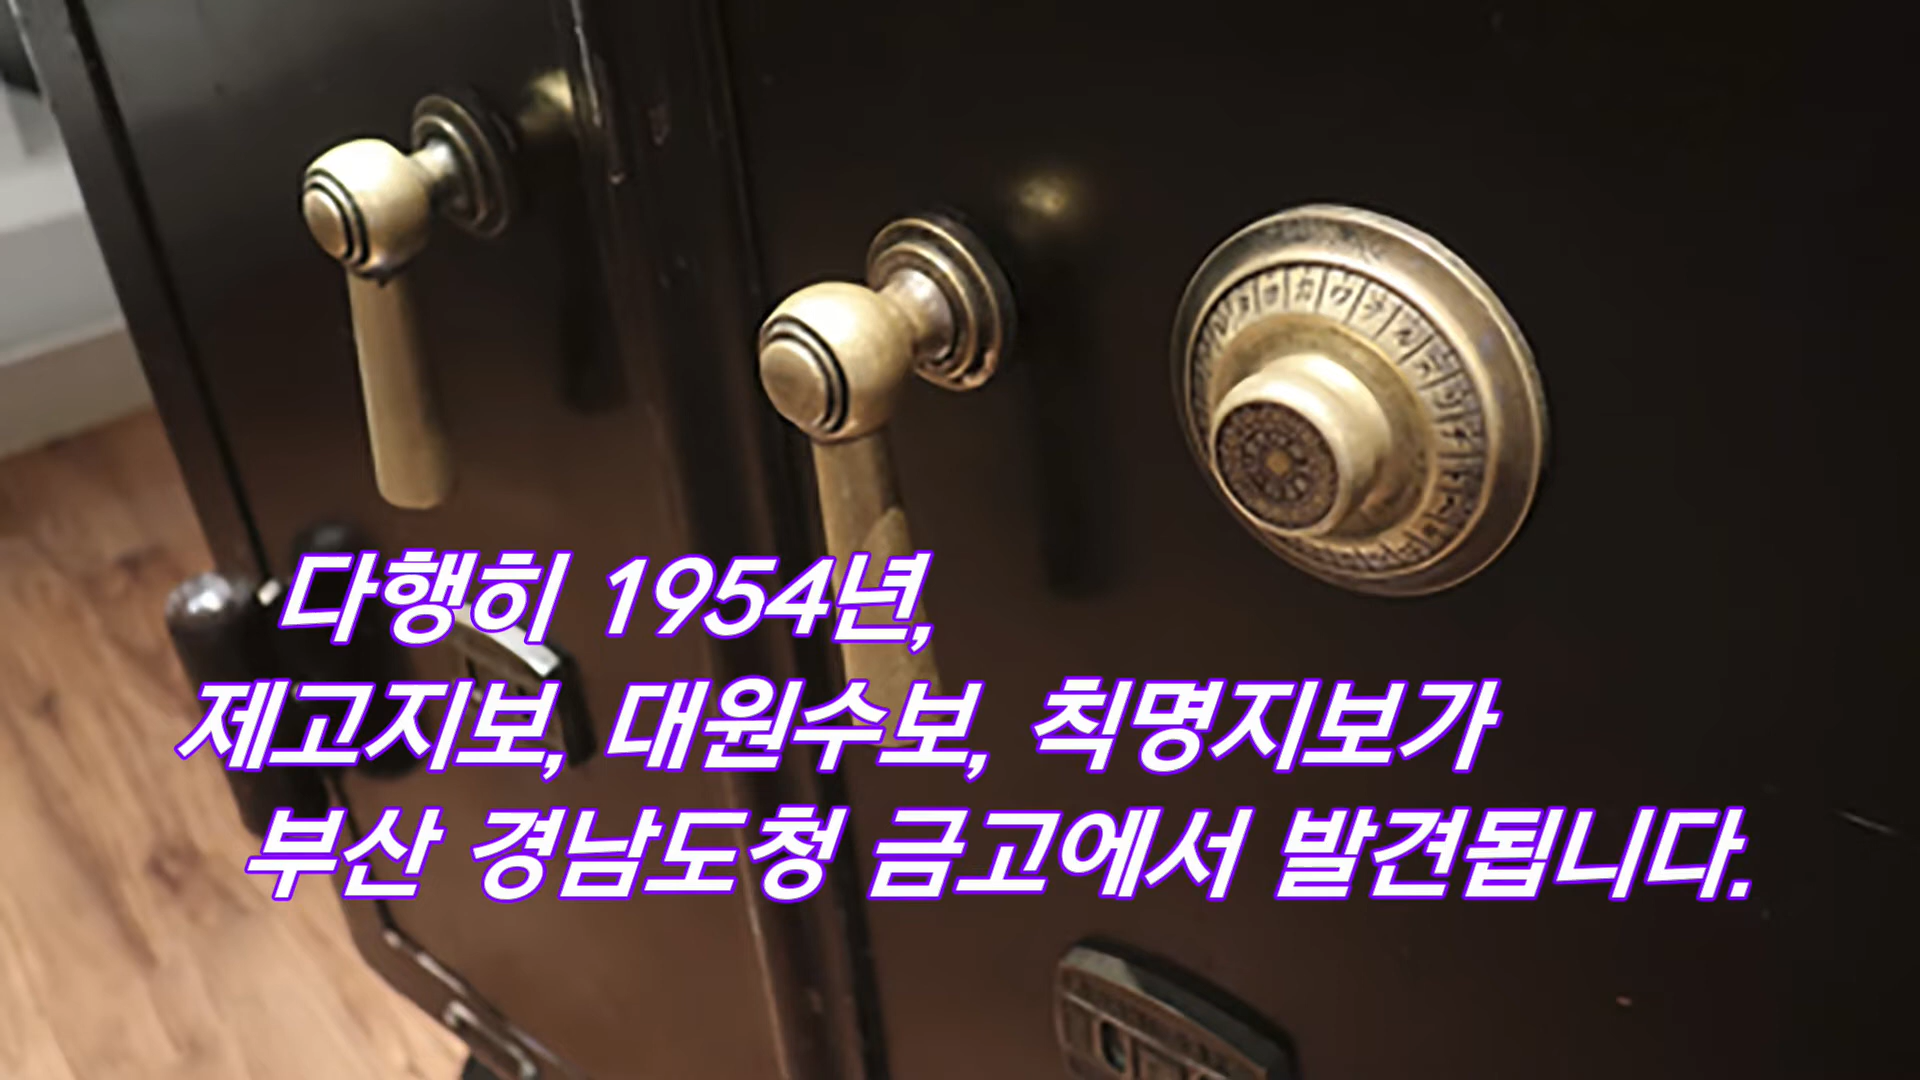 다행히 1954년,
제고지보, 대원수보, 칙명지보가
부산 경남도청 금고에서 발견됩니다.